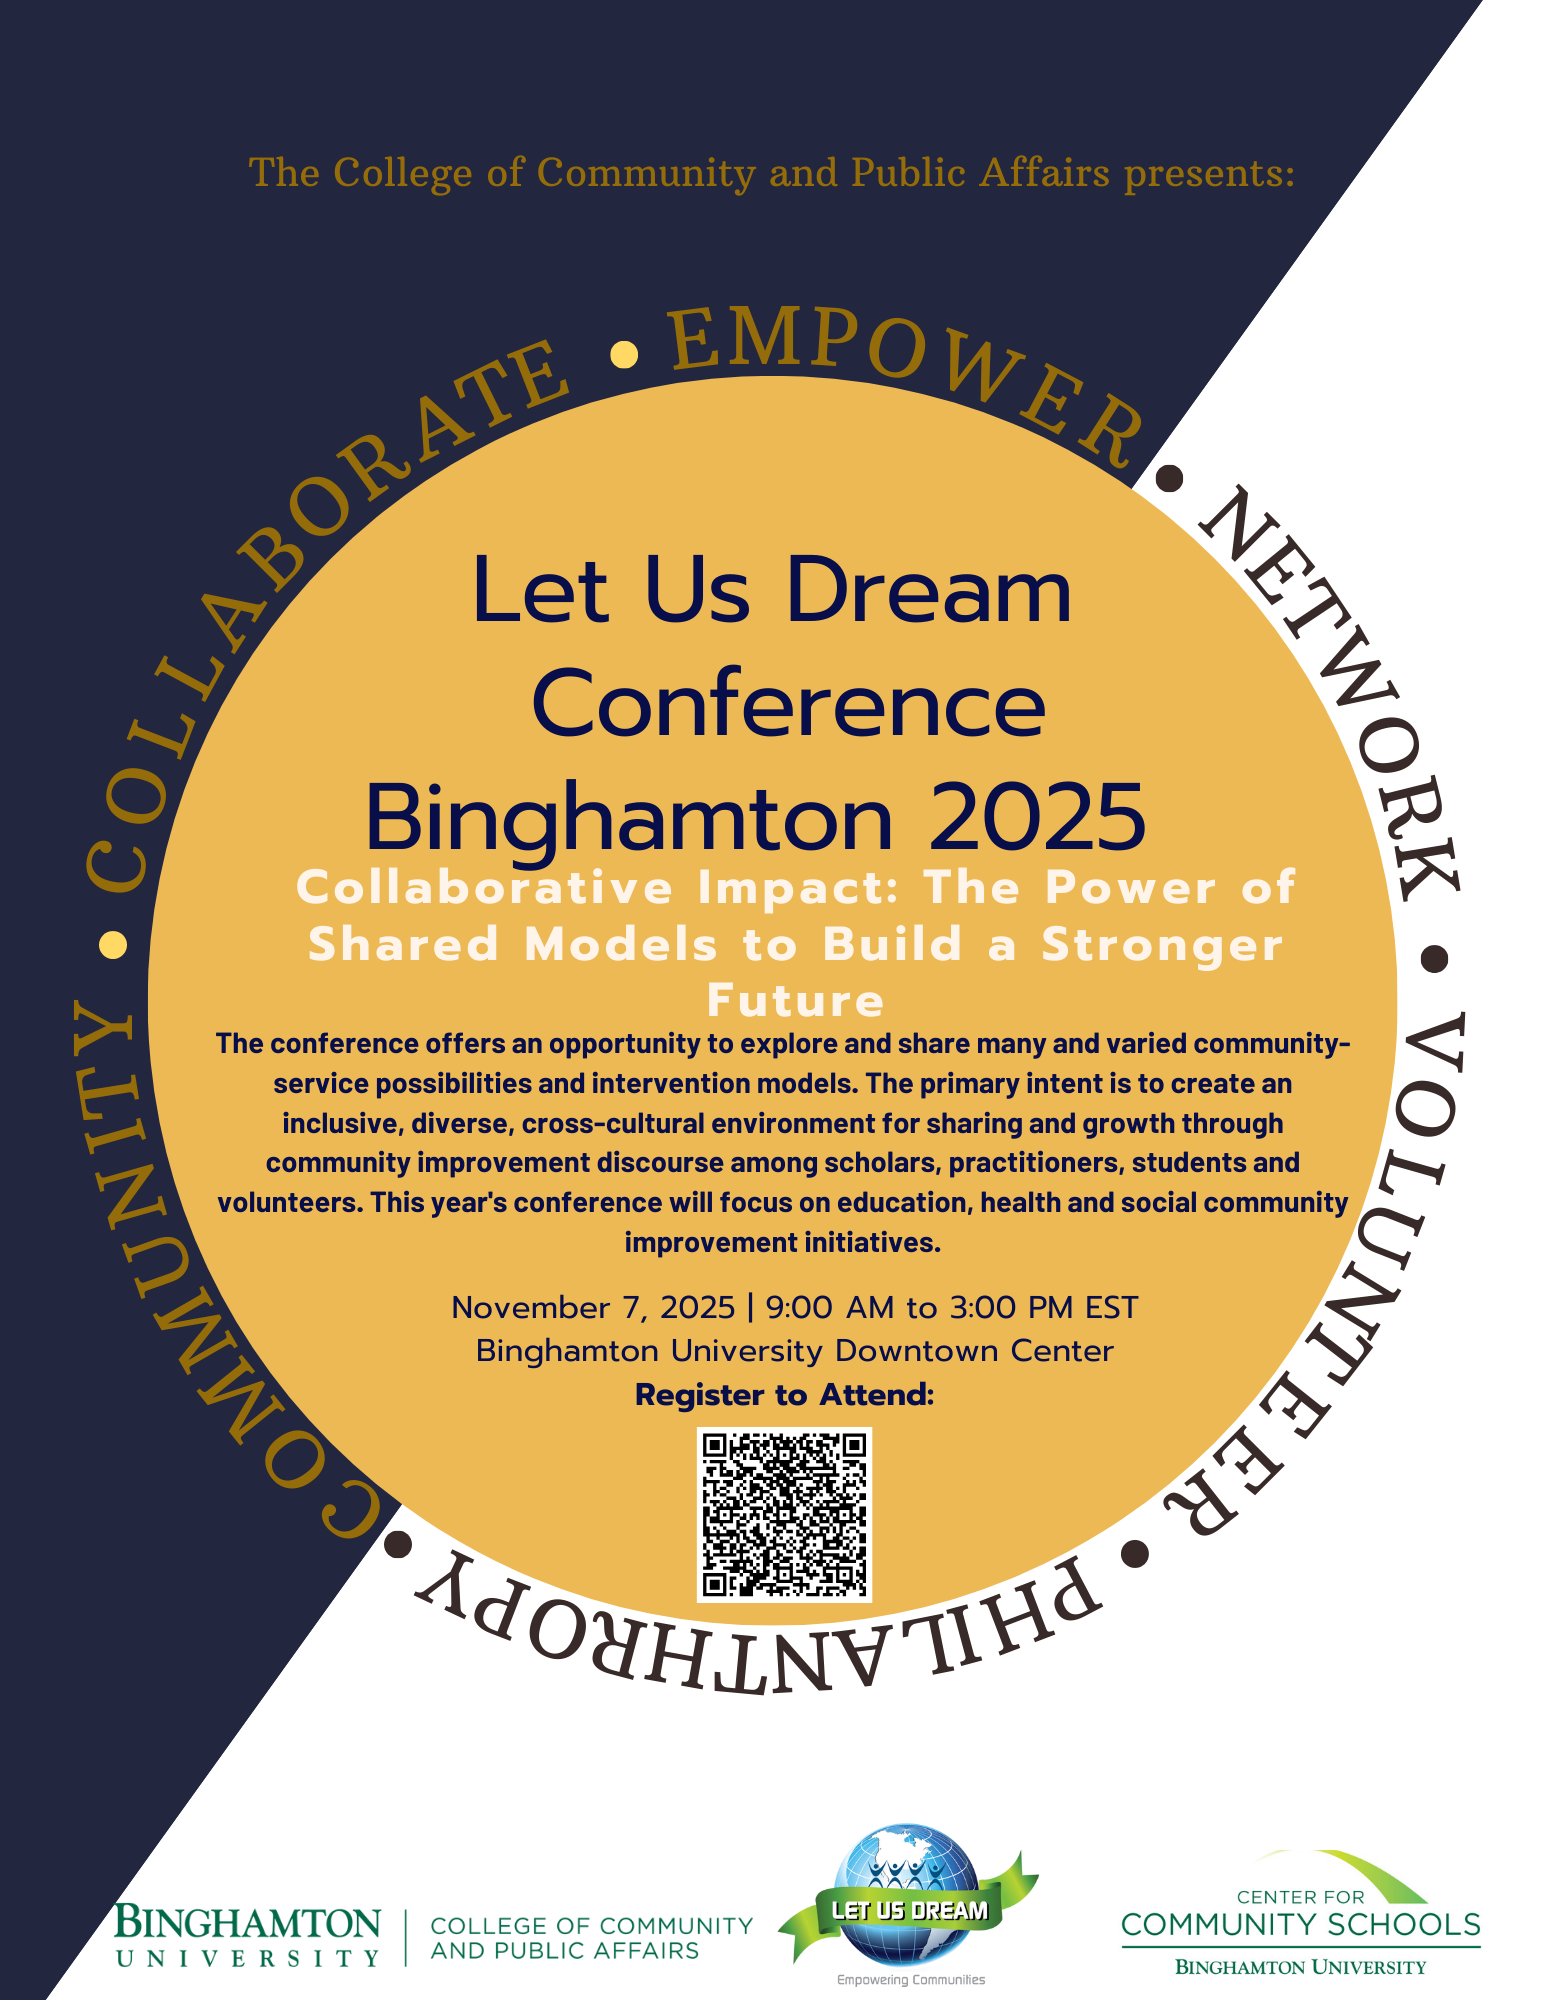 The College of Community and Public Affairs presents:
COMMUNITY • COLLABORATE • EMPOWER • NETWORK • VOLUNTEER • PHILANTHROPY •
Let Us Dream
Conference
Binghamton 2025
Collaborative Impact: The Power of
Shared Models to Build a Stronger
Future
The conference offers an opportunity to explore and share many and varied community-
service possibilities and intervention models. The primary intent is to create an
inclusive, diverse, cross-cultural environment for sharing and growth through
community improvement discourse among scholars, practitioners, students and
volunteers. This year's conference will focus on education, health and social community
improvement initiatives.
November 7, 2025 | 9:00 AM to 3:00 PM EST
Binghamton University Downtown Center
Register to Attend:
BINGHAMTON
UNIVERSITY
COLLEGE OF COMMUNITY
AND PUBLIC AFFAIRS
LET US DREAM
Empowering Communities
CENTER FOR
COMMUNITY SCHOOLS
BINGHAMTON UNIVERSITY